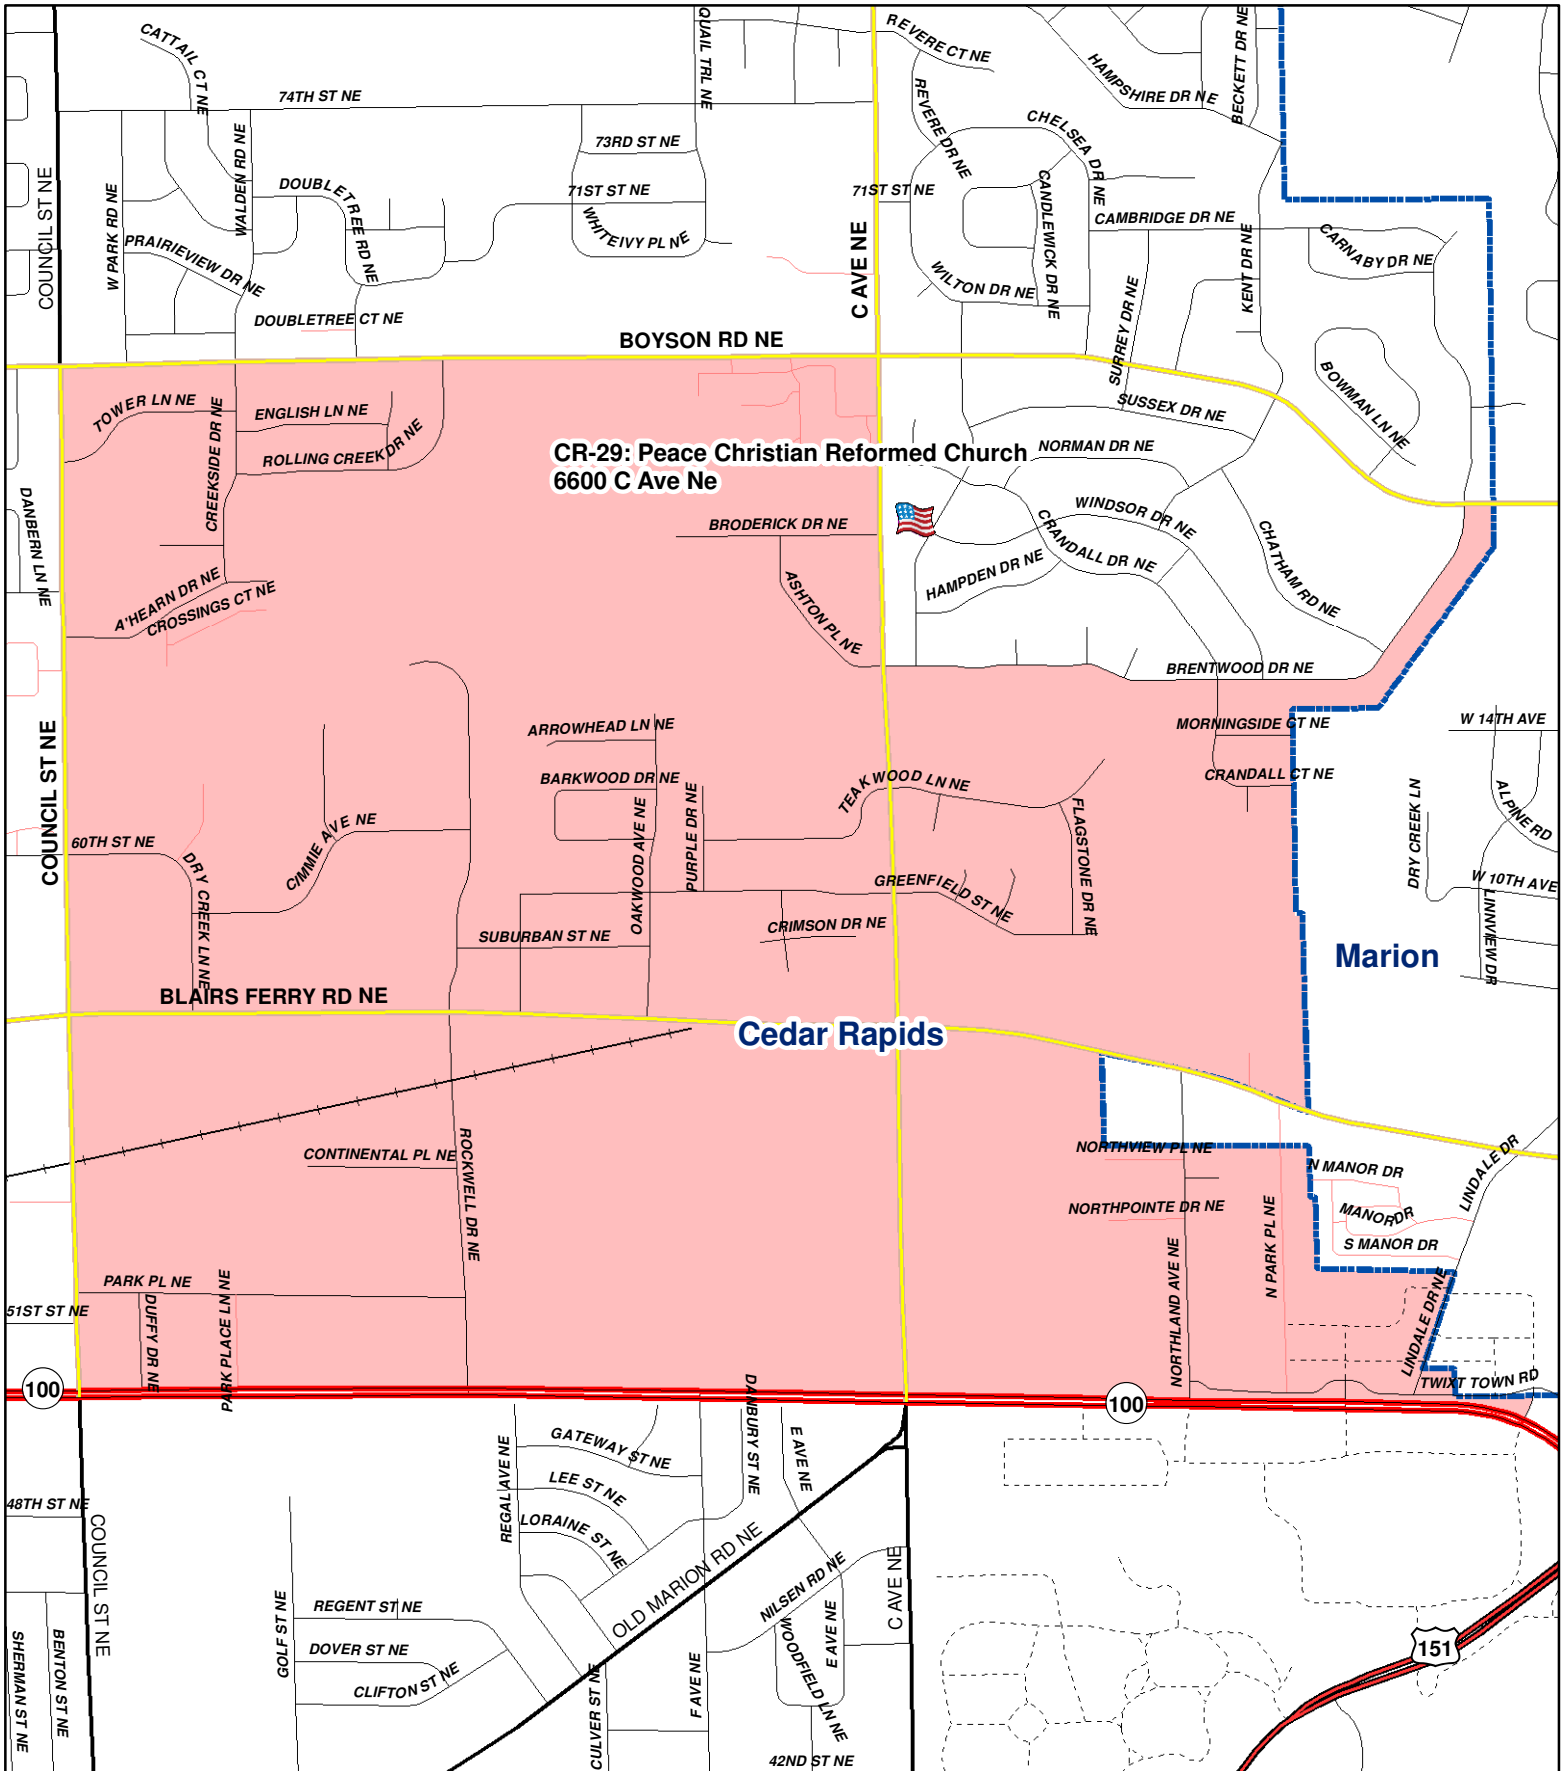 CATTAIL CT NE
QUAIL TRL NE
REVERE CT NE
HAMPSHIRE DR NE
BECKETT DR NE
74TH ST NE
REVERE DR NE
CHELSEA DR NE
73RD ST NE
WALDEN RD NE
COUNCIL ST NE
W PARK RD NE
DOUBLETREE RD NE
71ST ST NE
71ST ST NE
CANDLEWICK DR NE
CAMBRIDGE DR NE
WHITEIVY PL NE
C AVE NE
KENT DR NE
CARNABY DR NE
PRAIRIEVIEW DR NE
WILTON DR NE
SURREY DR NE
DOUBLETREE CT NE
BOYSON RD NE
BOWMAN LN NE
TOWER LN NE
CREEKSIDE DR NE
ENGLISH LN NE
ROLLING CREEK DR NE
SUSSEX DR NE
NORMAN DR NE
CR-29: Peace Christian Reformed Church
6600 C Ave Ne
DANBERN LN NE
BRODERICK DR NE
WINDSOR DR NE
CRANDALL DR NE
CHATHAM RD NE
HAMPDEN DR NE
A'HEARN DR NE
CROSSINGS CT NE
ASHTON PL NE
BRENTWOOD DR NE
COUNCIL ST NE
ARROWHEAD LN NE
MORNINGSIDE CT NE
W 14TH AVE
BARKWOOD DR NE
TEAKWOOD LN NE
CRANDALL CT NE
PURPLE DR NE
OAKWOOD AVE NE
FLAGSTONE DR NE
DRY CREEK LN
ALPINE RD
60TH ST NE
CIMMIE AVE NE
DRY CREEK LN NE
GREENFIELD ST NE
W 10TH AVE
LINNVIEW DR
CRIMSON DR NE
SUBURBAN ST NE
Marion
BLAIRS FERRY RD NE
Cedar Rapids
CONTINENTAL PL NE
ROCKWELL DR NE
NORTHVIEW PL NE
N MANOR DR
LINDALE DR
NORTHPOINTE DR NE
MANOR DR
S MANOR DR
N PARK PL NE
NORTHLAND AVE NE
PARK PL NE
51ST ST NE
DUFFY DR NE
PARK PLACE LN NE
LINDALE DR NE
TWIXT TOWN RD
100
100
DANBURY ST NE
E AVE NE
REGAL AVE NE
GATEWAY ST NE
LEE ST NE
LORAINE ST NE
48TH ST NE
COUNCIL ST NE
OLD MARION RD NE
C AVE NE
NILSEN RD NE
GOLF ST NE
REGENT ST NE
DOVER ST NE
CLIFTON ST NE
SHERMAN ST NE
BENTON ST NE
CULVER ST NE
F AVE NE
WOODFIELD LN NE
E AVE NE
151
42ND ST NE